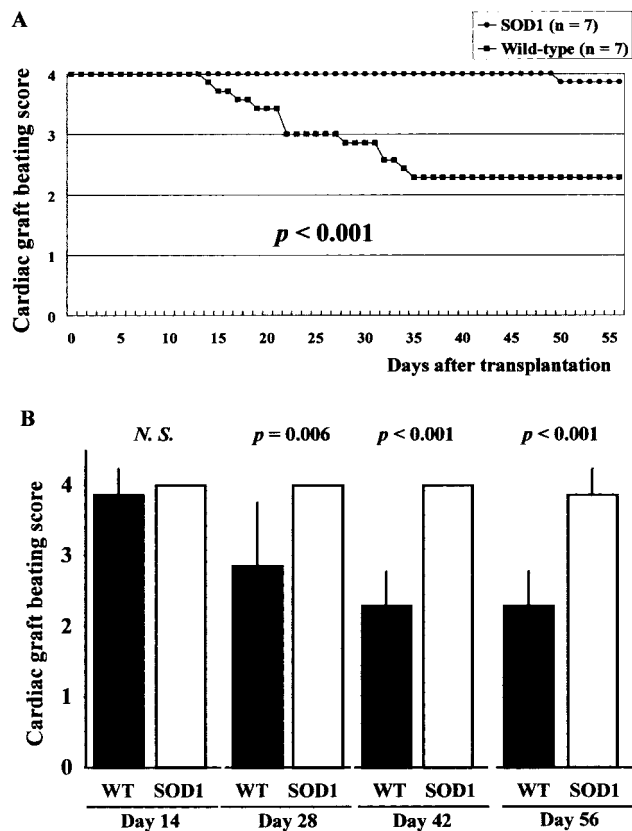 A
SOD1 (n = 7)
Wild-type (n = 7)
Cardiac graft beating score
4
3
2
1
0
p < 0.001
0 5 10 15 20 25 30 35 40 45 50 55
Days after transplantation
B
N. S. p = 0.006 p < 0.001 p < 0.001
Cardiac graft beating score
4
3
2
1
0
WT SOD1 WT SOD1 WT SOD1 WT SOD1
Day 14 Day 28 Day 42 Day 56